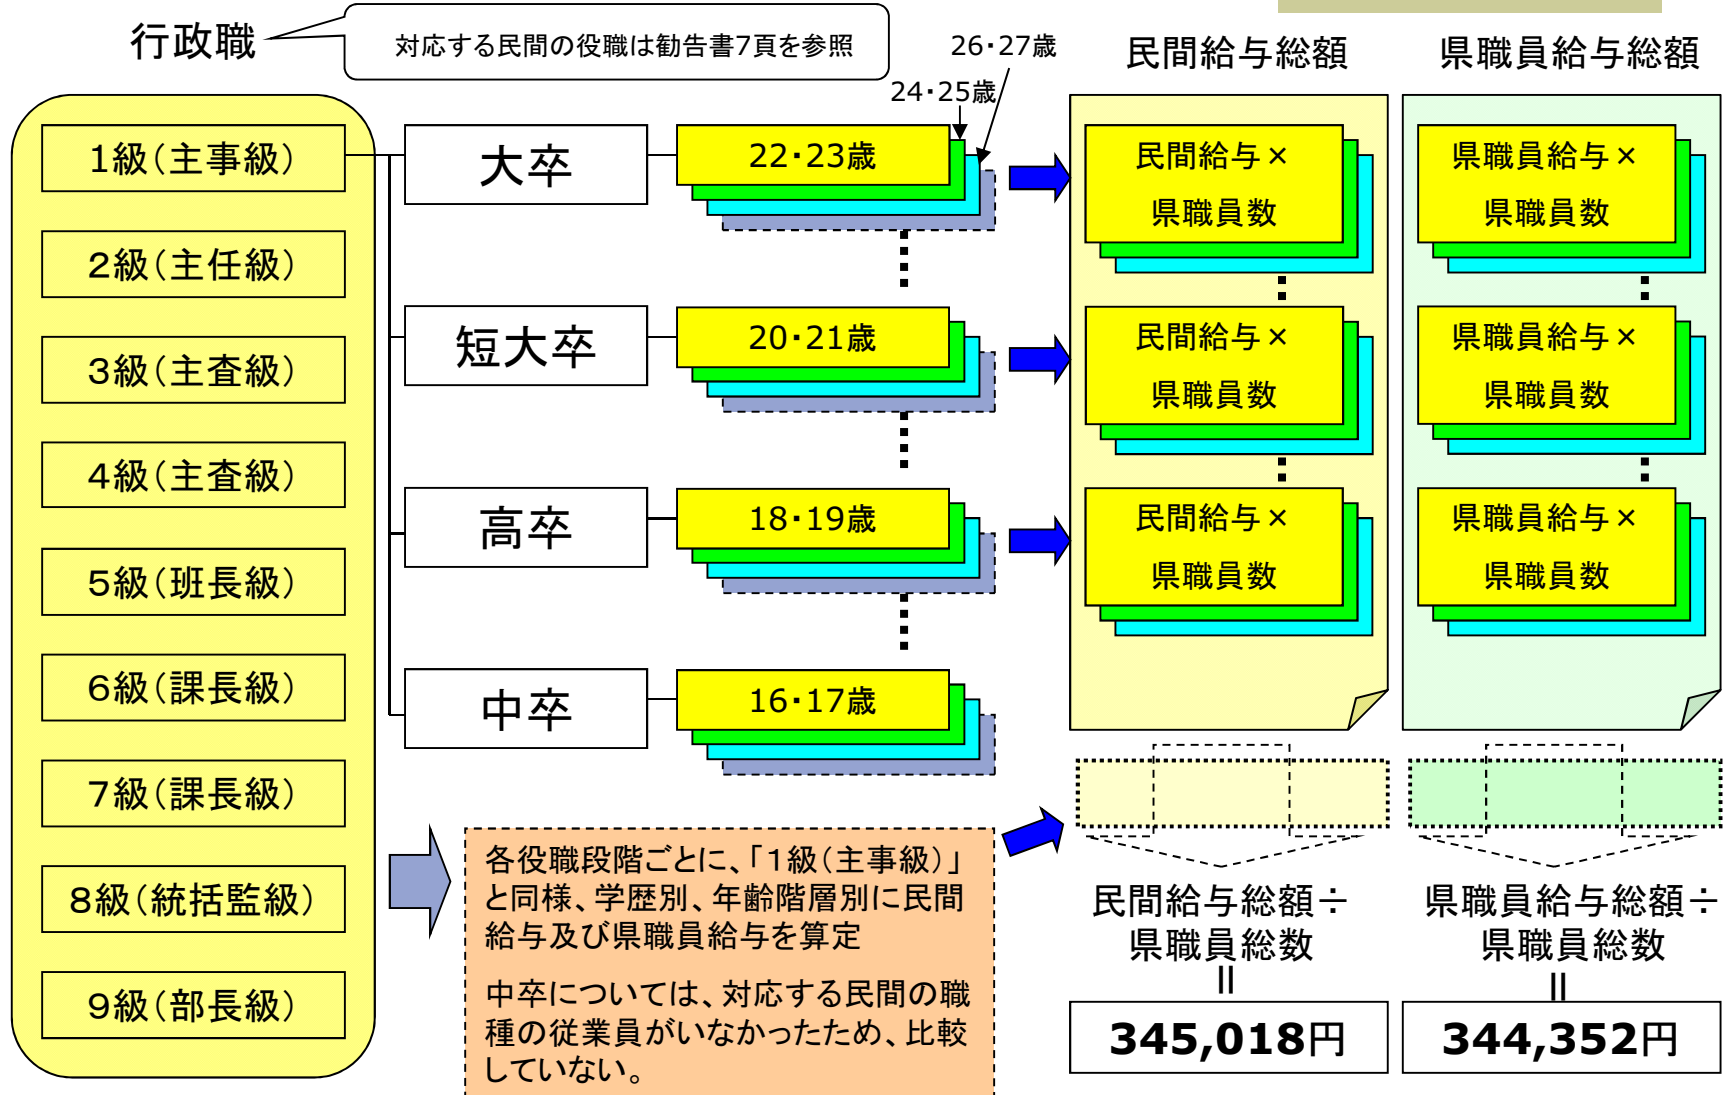 行政職
対応する民間の役職は勧告書7頁を参照
26・27歳
24・25歳
民間給与総額
県職員給与総額
1級(主事級)
2級(主任級)
3級(主査級)
4級(主査級)
5級(班長級)
6級(課長級)
7級(課長級)
8級(統括監級)
9級(部長級)
大卒
22・23歳
短大卒
20・21歳
高卒
18・19歳
中卒
16・17歳
民間給与×
県職員数
県職員給与×
県職員数
民間給与×
県職員数
県職員給与×
県職員数
民間給与×
県職員数
県職員給与×
県職員数
各役職段階ごとに、「1級(主事級)」
と同様、学歴別、年齢階層別に民間
給与及び県職員給与を算定
中卒については、対応する民間の職
種の従業員がいなかったため、比較
していない。
民間給与総額÷
県職員総数
=
345,018円
県職員給与総額÷
県職員総数
=
344,352円